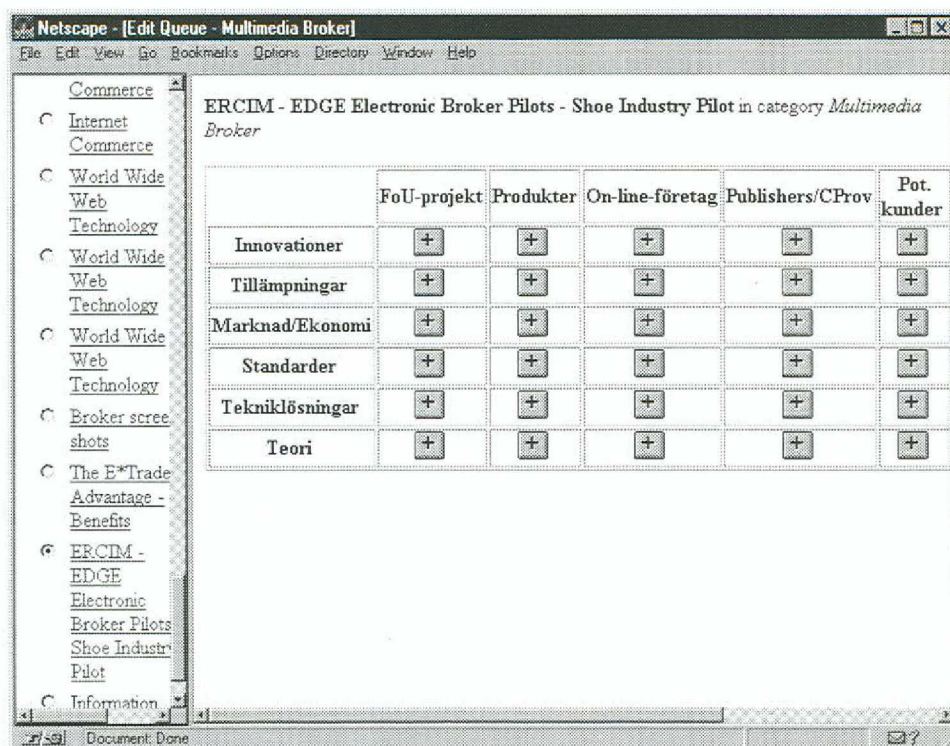 Netscape - [Edit Queue - Multimedia Broker]
File Edit View Go Bookmarks Options Directory Window Help
Commerce
Internet
Commerce
World Wide
Web
Technology
World Wide
Web
Technology
World Wide
Web
Technology
Broker scree
shots
The E*Trade
Advantage -
Benefits
ERCIM -
EDGE
Electronic
Broker Pilots
Shoe Industr
Pilot
Information
ERCIM - EDGE Electronic Broker Pilots - Shoe Industry Pilot in category Multimedia
Broker
FoU-projekt Produkter On-line-företag Publishers/CProv Pot.
kunder
Innovationer + + + + +
Tillämpningar + + + + +
Marknad/Ekonomi + + + + +
Standarder + + + + +
Tekniklösningar + + + + +
Teori + + + + +
Document: Done
?